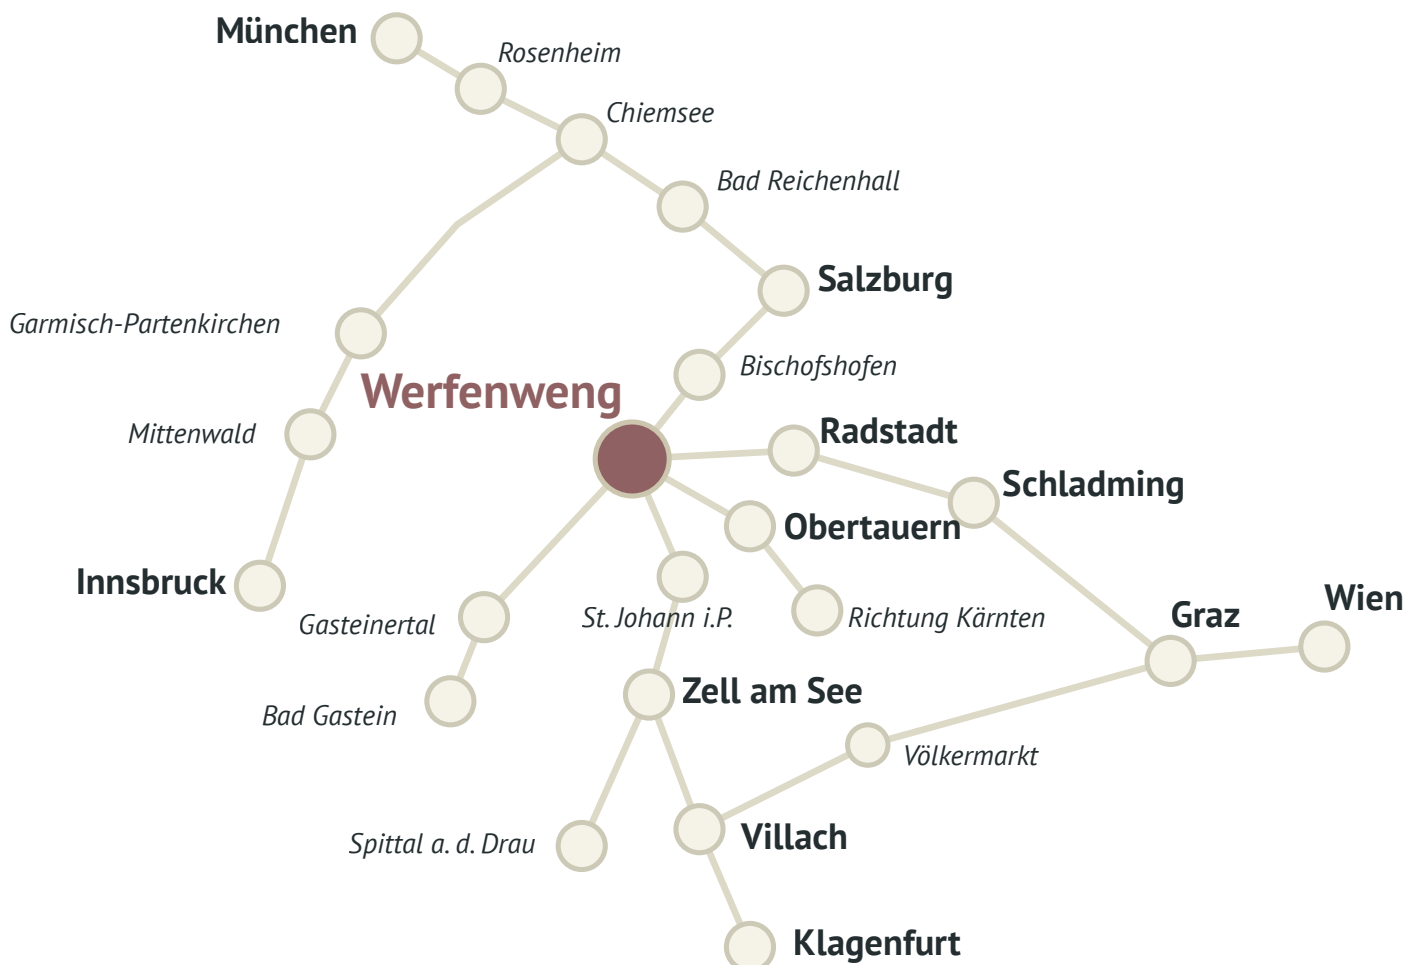 München
Rosenheim
Chiemsee
Bad Reichenhall
Salzburg
Garmisch-Partenkirchen
Bischofshofen
Werfenweng
Mittenwald
Radstadt
Schladming
Obertauern
Innsbruck
Wien
Gasteinertal
St. Johann i.P.
Richtung Kärnten
Graz
Zell am See
Bad Gastein
Völkermarkt
Spittal a. d. Drau
Villach
Klagenfurt